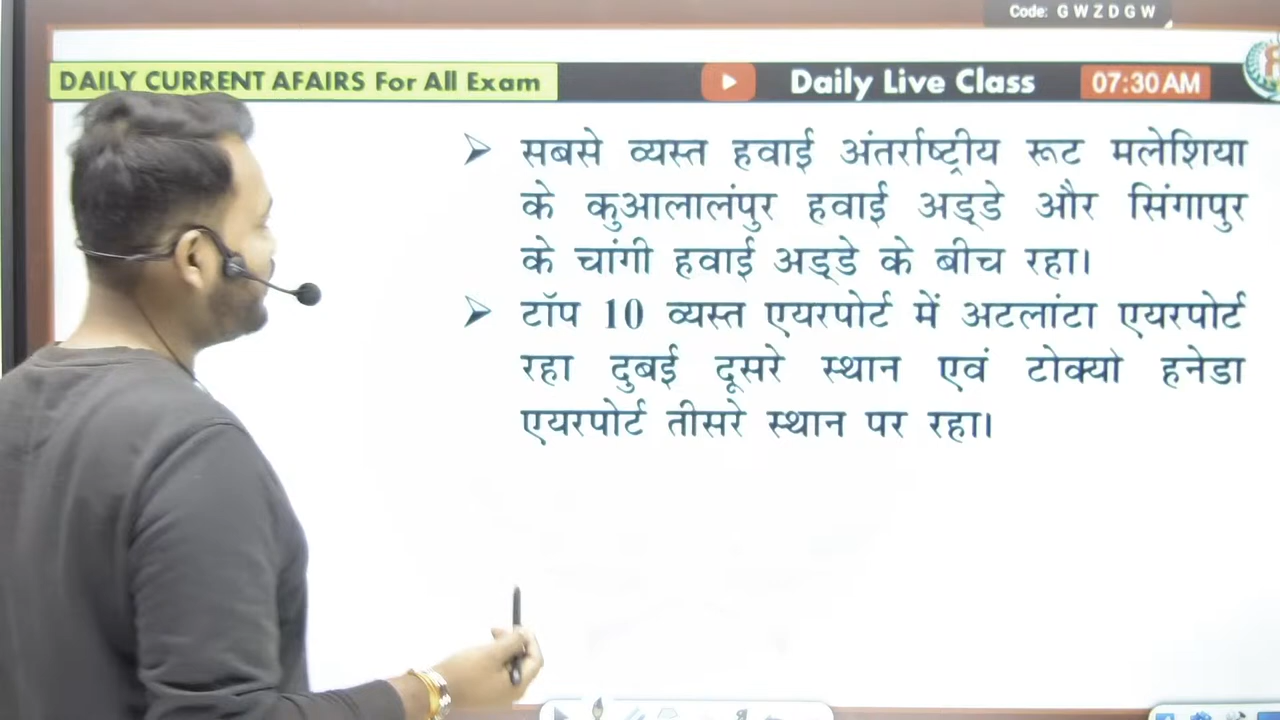 Code: G W Z D G W
DAILY CURRENT AFAIRS For All Exam
Daily Live Class
07:30 AM
सबसे व्यस्त हवाई अंतर्राष्ट्रीय रूट मलेशिया
के कुआलालंपुर हवाई अड्डे और सिंगापुर
के चांगी हवाई अड्डे के बीच रहा।
टॉप 10 व्यस्त एयरपोर्ट में अटलांटा एयरपोर्ट
रहा दुबई दूसरे स्थान एवं टोक्यो हनेडा
एयरपोर्ट तीसरे स्थान पर रहा।